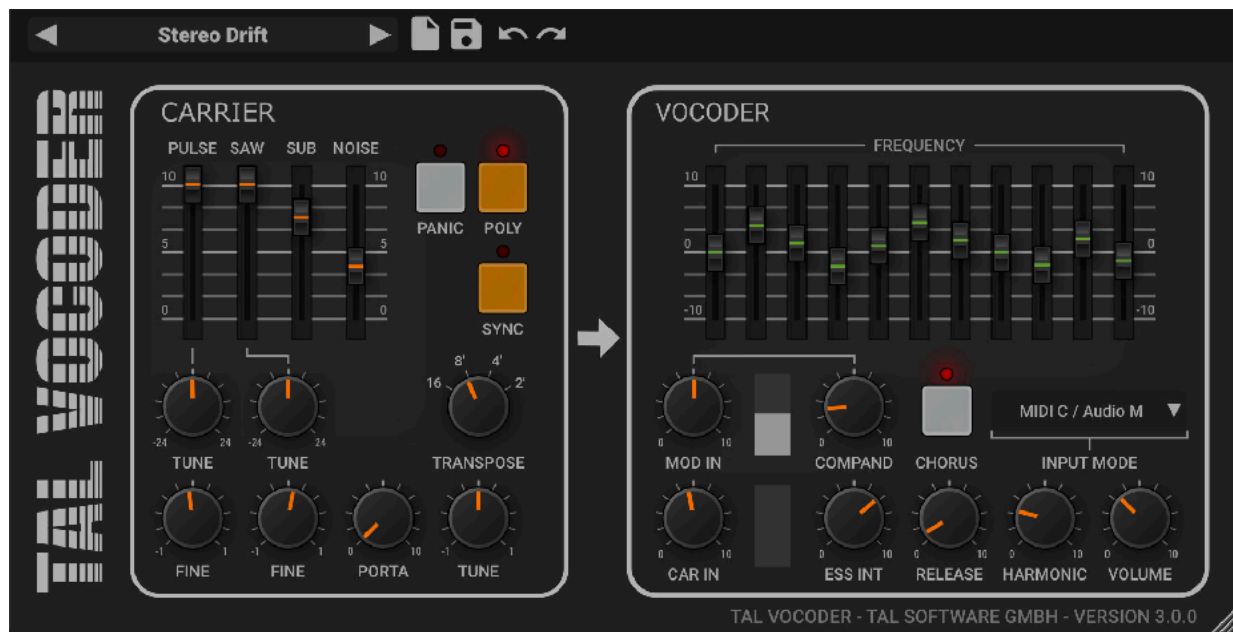 Stereo Drift
TAL VOCODER
CARRIER
PULSE SAW SUB NOISE
10 10
5 5
0 0
PANIC POLY
SYNC
16 8' 4' 2'
-24 24 -24 24
TUNE TUNE TRANSPOSE
-1 1 -1 1 0 10
FINE FINE PORTA TUNE
VOCODER
FREQUENCY
10 10
0 0
-10 -10
MIDI C / Audio M
0 10 0 10
MOD IN COMPAND CHORUS INPUT MODE
0 10 0 10 0 10 0 10 0 10
CAR IN ESS INT RELEASE HARMONIC VOLUME
TAL VOCODER - TAL SOFTWARE GMBH - VERSION 3.0.0